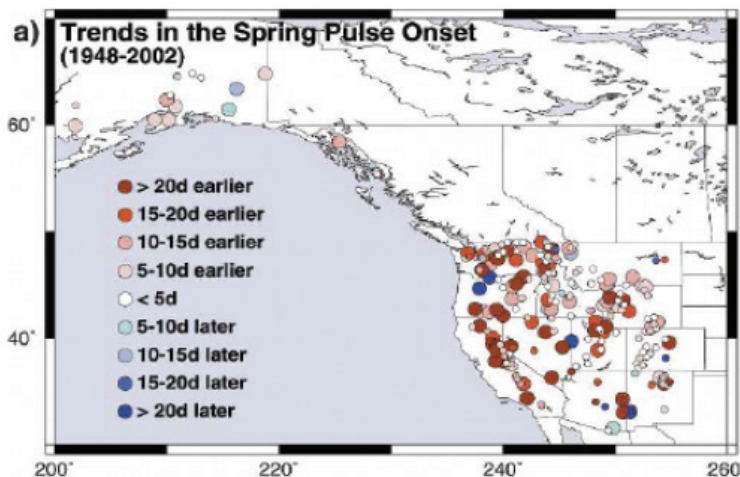 a) Trends in the Spring Pulse Onset
(1948-2002)
60°
> 20d earlier
15-20d earlier
10-15d earlier
5-10d earlier
< 5d
5-10d later
40°
10-15d later
15-20d later
> 20d later
200° 220° 240° 260°